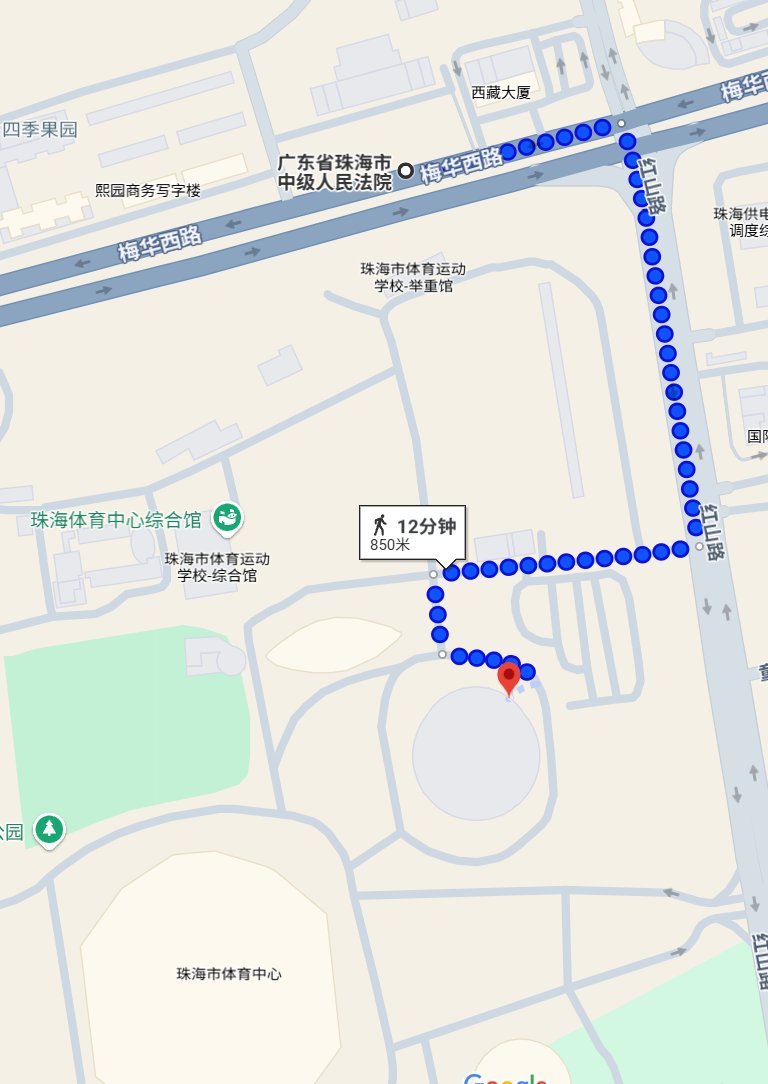 梅华西
西藏大厦
四季果园
广东省珠海市
中级人民法院
梅华西路
熙园商务写字楼
红山路
珠海供电
调度综
梅华西路
珠海市体育运动
学校-举重馆
国际
12分钟
850米
珠海体育中心综合馆
红山路
珠海市体育运动
学校-综合馆
公园
珠海市体育中心
红山路
Google